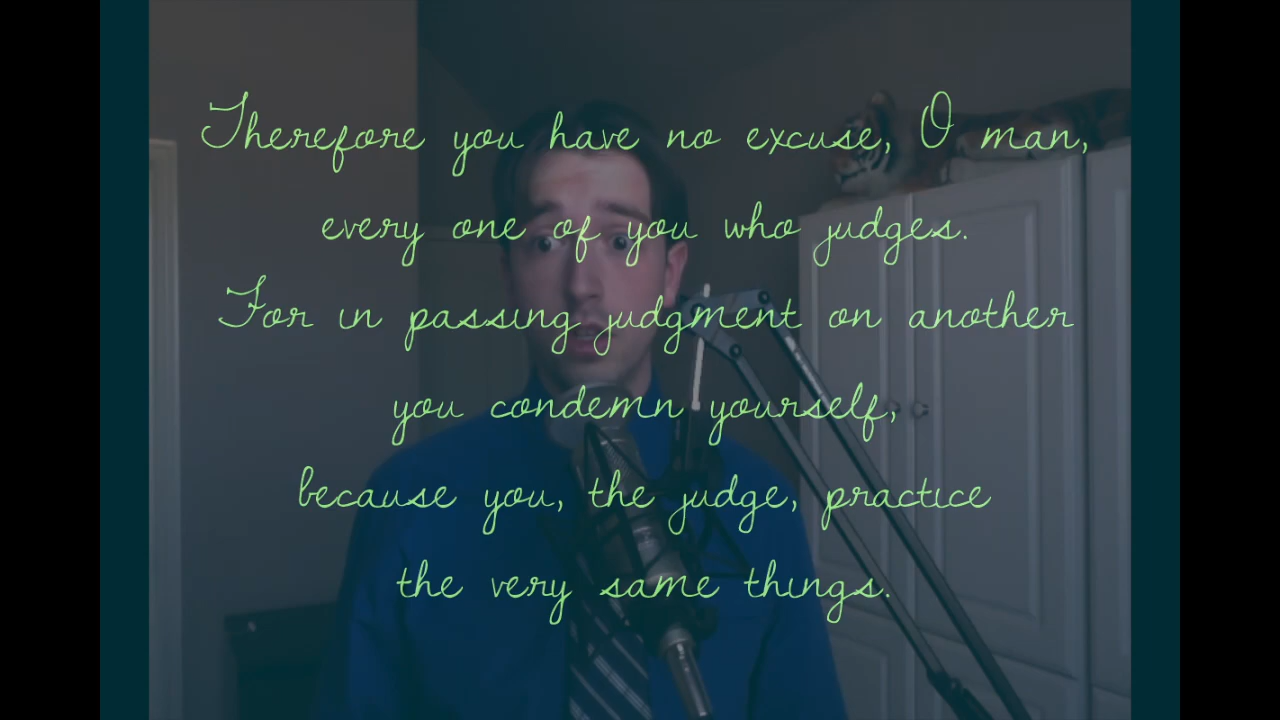 Therefore you have no excuse, O man,
every one of you who judges.
For in passing judgment on another
you condemn yourself,
because you, the judge, practice
the very same things.